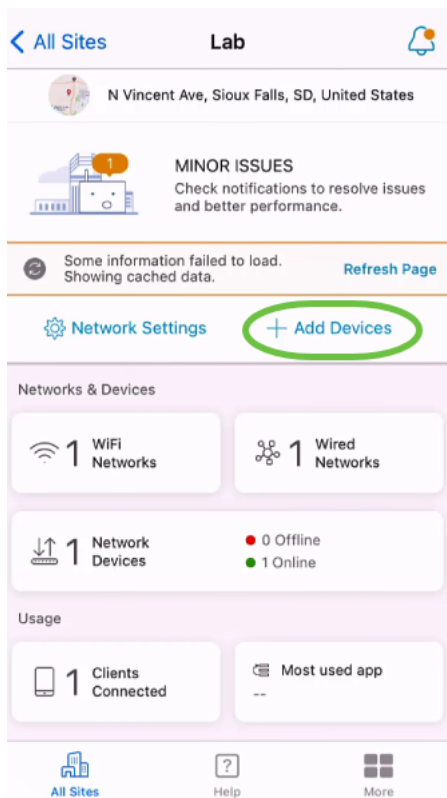 All Sites
Lab
N Vincent Ave, Sioux Falls, SD, United States
1
MINOR ISSUES
Check notifications to resolve issues
and better performance.
Some information failed to load.
Showing cached data.
Refresh Page
Network Settings
+ Add Devices
Networks & Devices
1 WiFi
Networks
1 Wired
Networks
1 Network
Devices
0 Offline
1 Online
Usage
1 Clients
Connected
Most used app
--
All Sites
?
Help
More